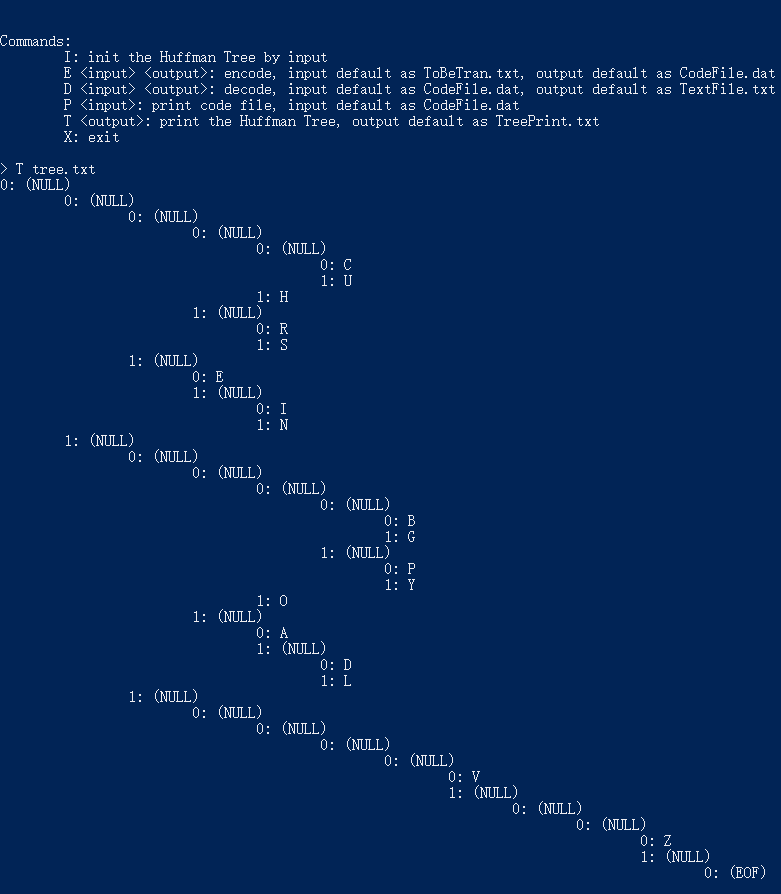 Commands:
I: init the Huffman Tree by input
E <input> <output>: encode, input default as ToBeTran.txt, output default as CodeFile.dat
D <input> <output>: decode, input default as CodeFile.dat, output default as TextFile.txt
P <input>: print code file, input default as CodeFile.dat
T <output>: print the Huffman Tree, output default as TreePrint.txt
X: exit
> T tree.txt
0: (NULL)
0: (NULL)
0: (NULL)
0: (NULL)
0: (NULL)
0: C
1: U
1: H
1: (NULL)
0: R
1: S
1: (NULL)
0: E
1: (NULL)
0: I
1: N
1: (NULL)
0: (NULL)
0: (NULL)
0: (NULL)
0: (NULL)
0: B
1: G
1: (NULL)
0: P
1: Y
1: O
1: (NULL)
0: A
1: (NULL)
0: D
1: L
1: (NULL)
0: (NULL)
0: (NULL)
0: (NULL)
0: (NULL)
0: V
1: (NULL)
0: (NULL)
0: (NULL)
0: Z
1: (NULL)
0: (EOF)